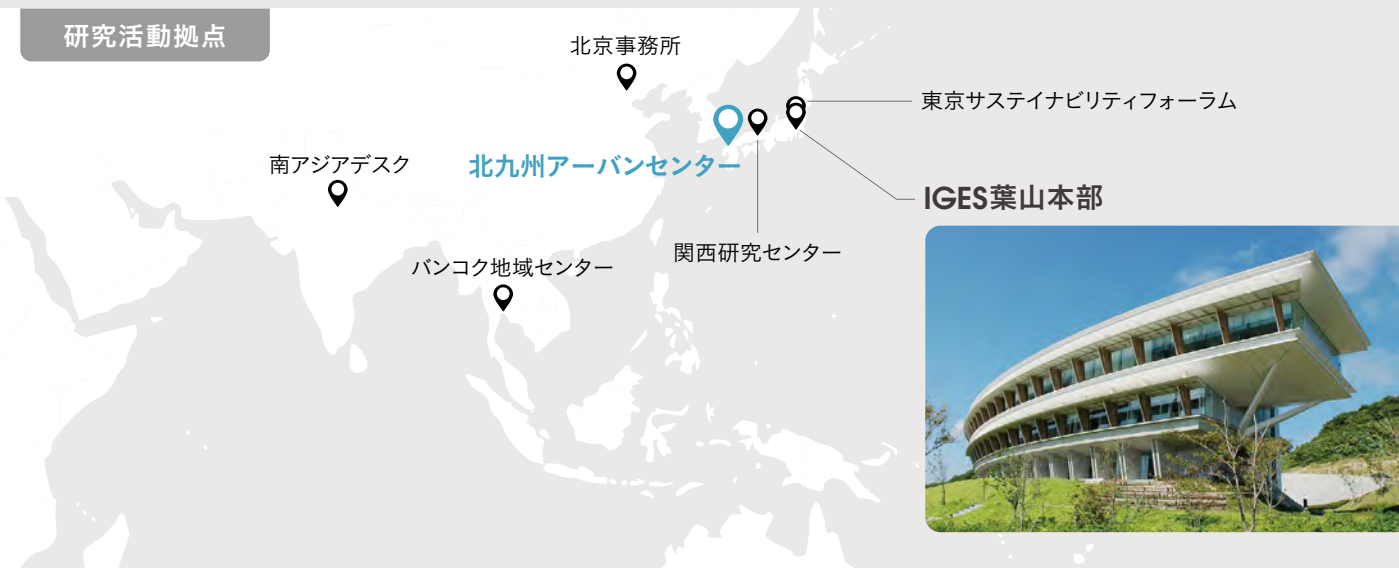 研究活動拠点
北京事務所
東京サステイナビリティフォーラム
南アジアデスク
北九州アーバンセンター
IGES葉山本部
関西研究センター
バンコク地域センター